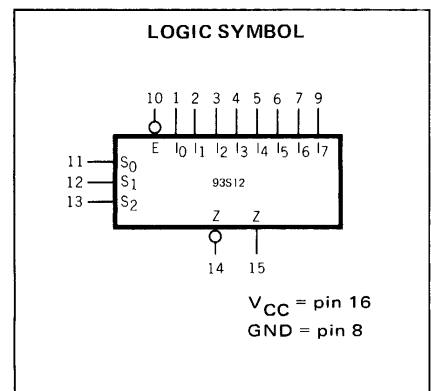 LOGIC SYMBOL
10 1 2 3 4 5 6 7 9
E I0 I1 I2 I3 I4 I5 I6 I7
11 S0
12 S1
13 S2
93S12
Z Z
14 15
VCC = pin 16
GND = pin 8